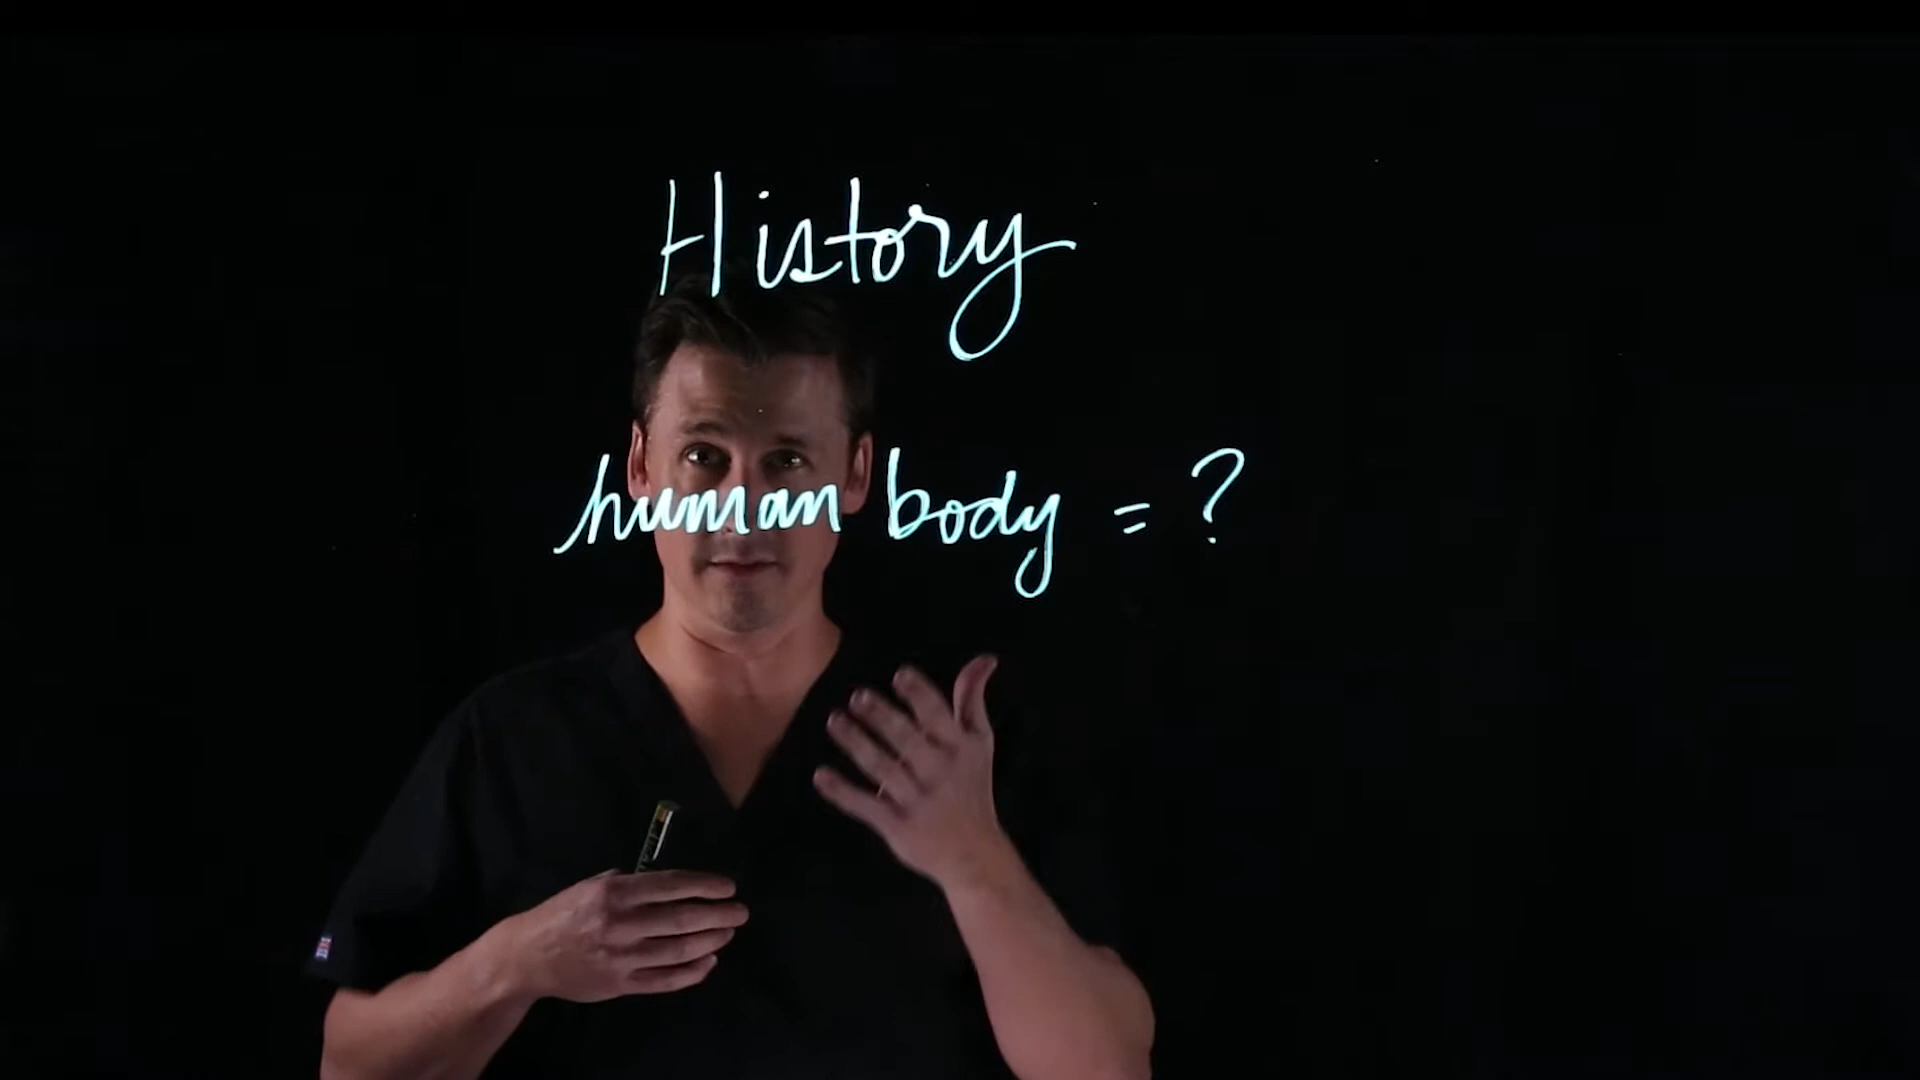 History
human body = ?